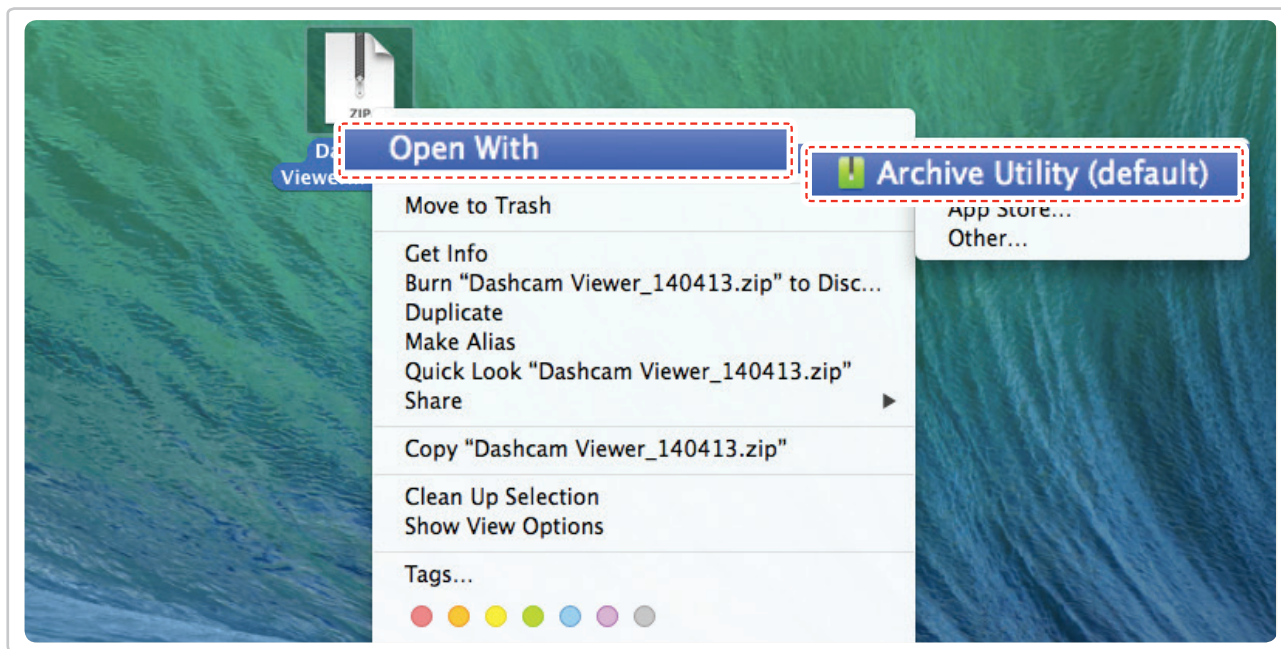 ZIP
Open With
Archive Utility (default)
App Store...
Other...
Move to Trash
Get Info
Burn “Dashcam Viewer_140413.zip” to Disc...
Duplicate
Make Alias
Quick Look “Dashcam Viewer_140413.zip”
Share
Copy “Dashcam Viewer_140413.zip”
Clean Up Selection
Show View Options
Tags...